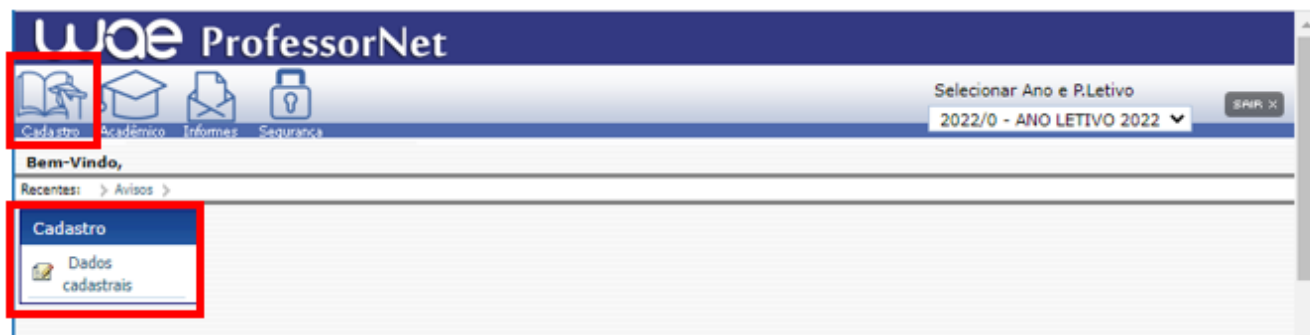 wae ProfessorNet
Selecionar Ano e P.Letivo
2022/0 - ANO LETIVO 2022
SAIR X
Cadastro Acadêmico Informes Segurança
Bem-Vindo,
Recentes: > Avisos >
Cadastro
Dados
cadastrais